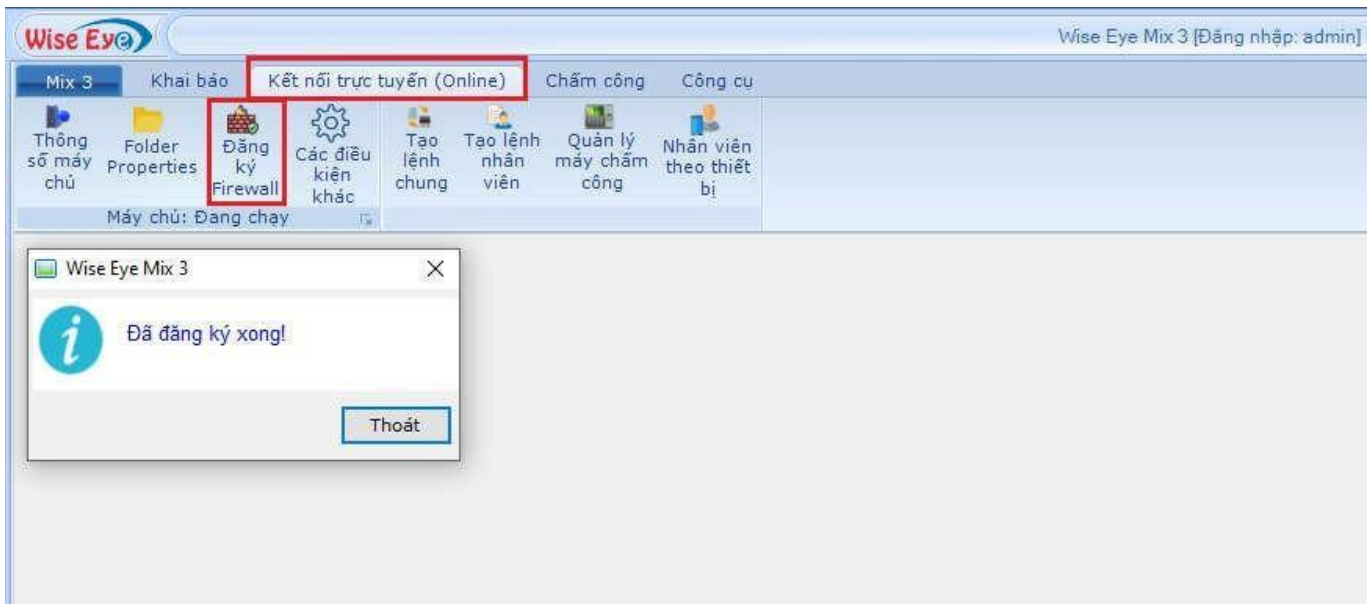 Wise Eye
Wise Eye Mix 3 [Đăng nhập: admin]
Mix 3 Khai báo Kết nối trực tuyến (Online) Chấm công Công cụ
Thông số máy chủ
Folder Properties
Đăng ký Firewall
Các điều kiện khác
Tạo lệnh chung
Tạo lệnh nhân viên
Quản lý máy chấm công
Nhân viên theo thiết bị
Máy chủ: Đang chạy
Wise Eye Mix 3
i
Đã đăng ký xong!
Thoát